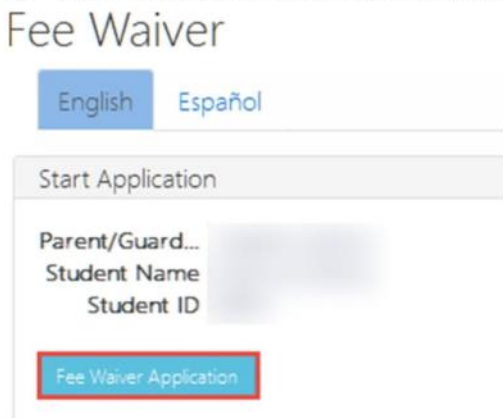 Fee Waiver
English Español
Start Application
Parent/Guard...
Student Name
Student ID
Fee Waiver Application